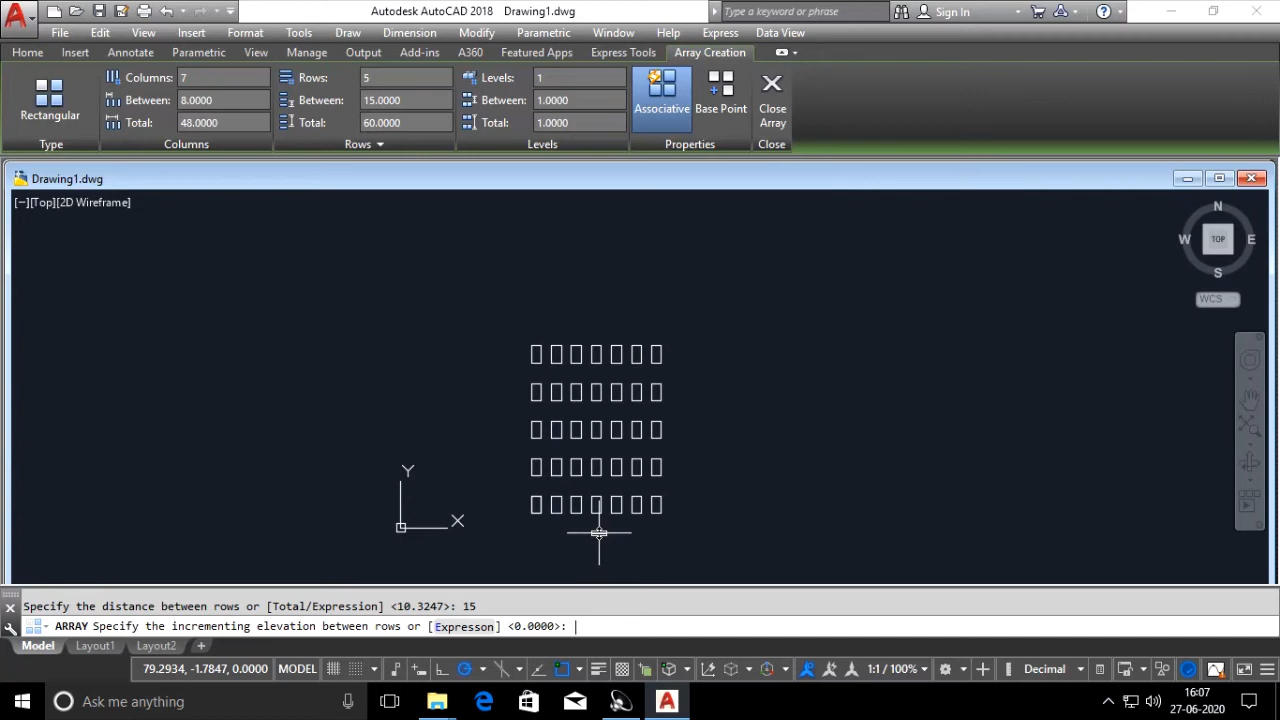 Autodesk AutoCAD 2018 Drawing1.dwg
Type a keyword or phrase
Sign In
File Edit View Insert Format Tools Draw Dimension Modify Parametric Window Help Express Data View
Home Insert Annotate Parametric View Manage Output Add-ins A360 Featured Apps Express Tools Array Creation
Columns: 7 Rows: 5 Levels: 1
Between: 8.0000 Between: 15.0000 Between: 1.0000
Total: 48.0000 Total: 60.0000 Total: 1.0000
Rectangular
Associative Base Point Close Array
Type Columns Rows Levels Properties Close
Drawing1.dwg
[−][Top][2D Wireframe]
N
W TOP E
S
WCS
Y
X
Specify the distance between rows or [Total/Expression] <10.3247>: 15
ARRAY Specify the incrementing elevation between rows or [Expresson] <0.0000>:
Model Layout1 Layout2 +
79.2934, -1.7847, 0.0000 MODEL 1:1 / 100% Decimal
Ask me anything
16:07
27-06-2020